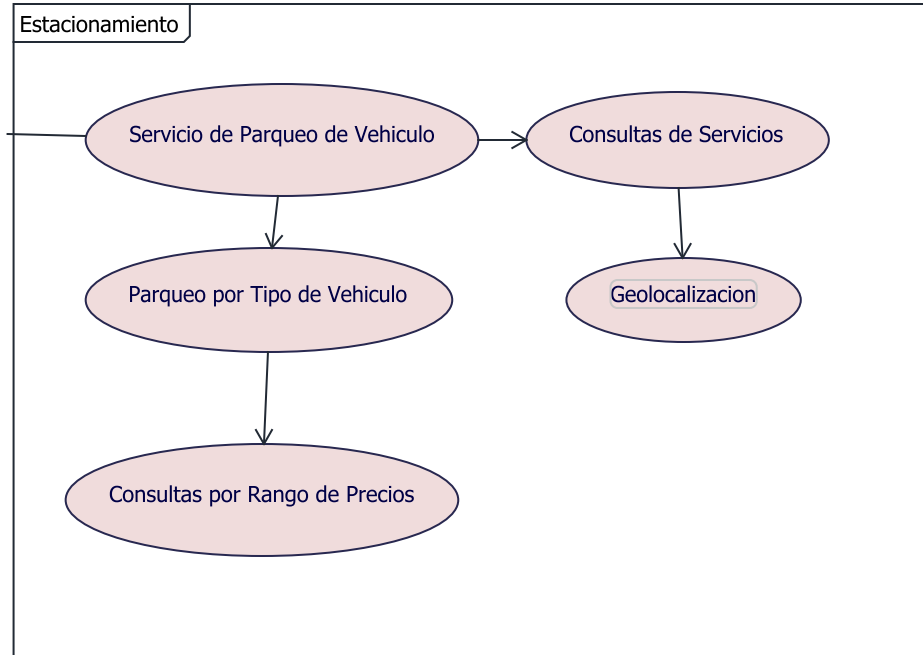 Estacionamiento
Servicio de Parqueo de Vehiculo
Consultas de Servicios
Parqueo por Tipo de Vehiculo
Geolocalizacion
Consultas por Rango de Precios